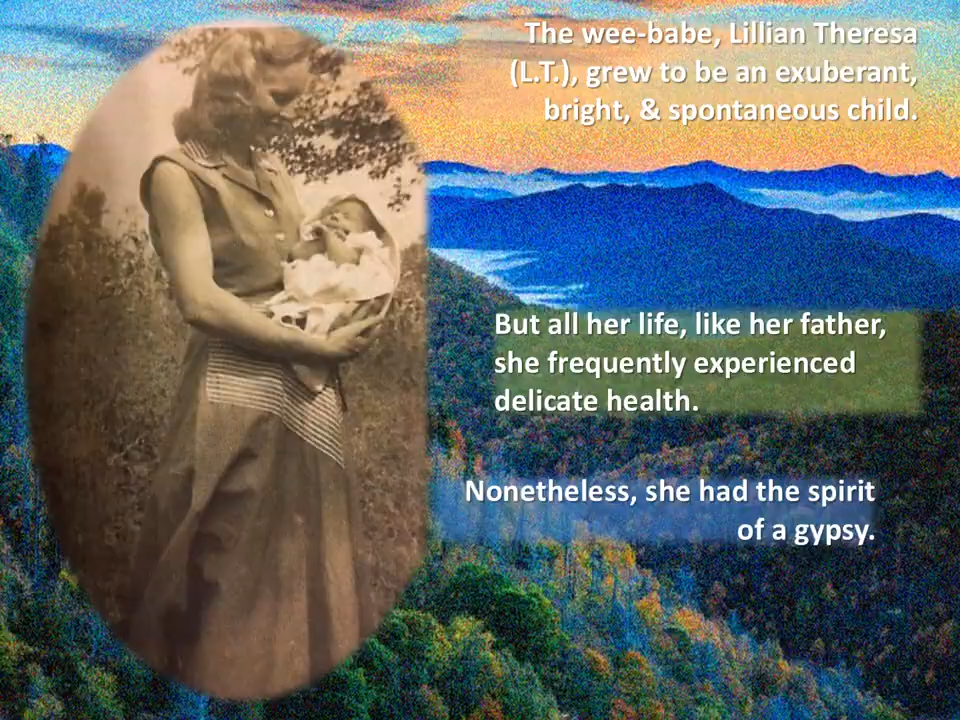 The wee-babe, Lillian Theresa
(L.T.), grew to be an exuberant,
bright, & spontaneous child.
But all her life, like her father,
she frequently experienced
delicate health.
Nonetheless, she had the spirit
of a gypsy.